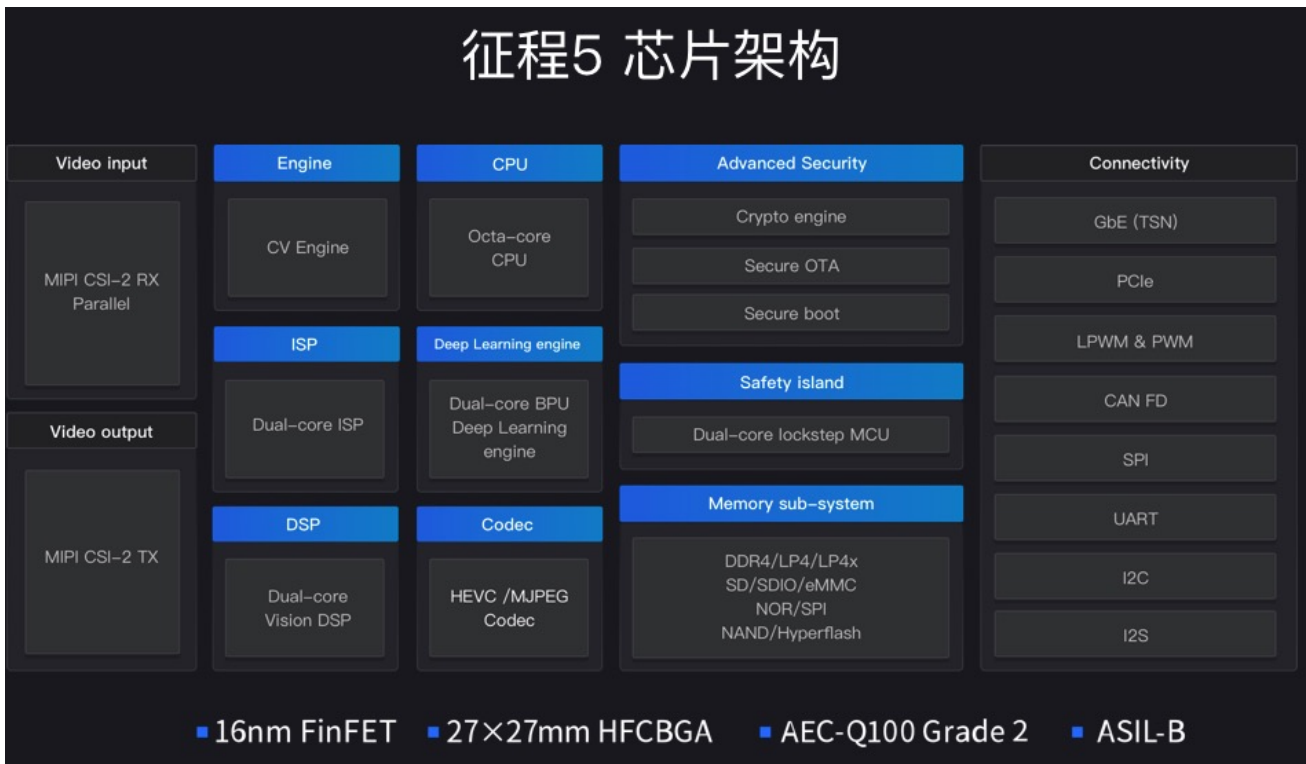 征程5 芯片架构
Video input
MIPI CSI-2 RX
Parallel
Video output
MIPI CSI-2 TX
Engine
CV Engine
ISP
Dual-core ISP
DSP
Dual-core
Vision DSP
CPU
Octa-core
CPU
Deep Learning engine
Dual-core BPU
Deep Learning
engine
Codec
HEVC /MJPEG
Codec
Advanced Security
Crypto engine
Secure OTA
Secure boot
Safety island
Dual-core lockstep MCU
Memory sub-system
DDR4/LP4/LP4x
SD/SDIO/eMMC
NOR/SPI
NAND/Hyperflash
Connectivity
GbE (TSN)
PCIe
LPWM & PWM
CAN FD
SPI
UART
I2C
I2S
16nm FinFET
27×27mm HFCBGA
AEC-Q100 Grade 2
ASIL-B